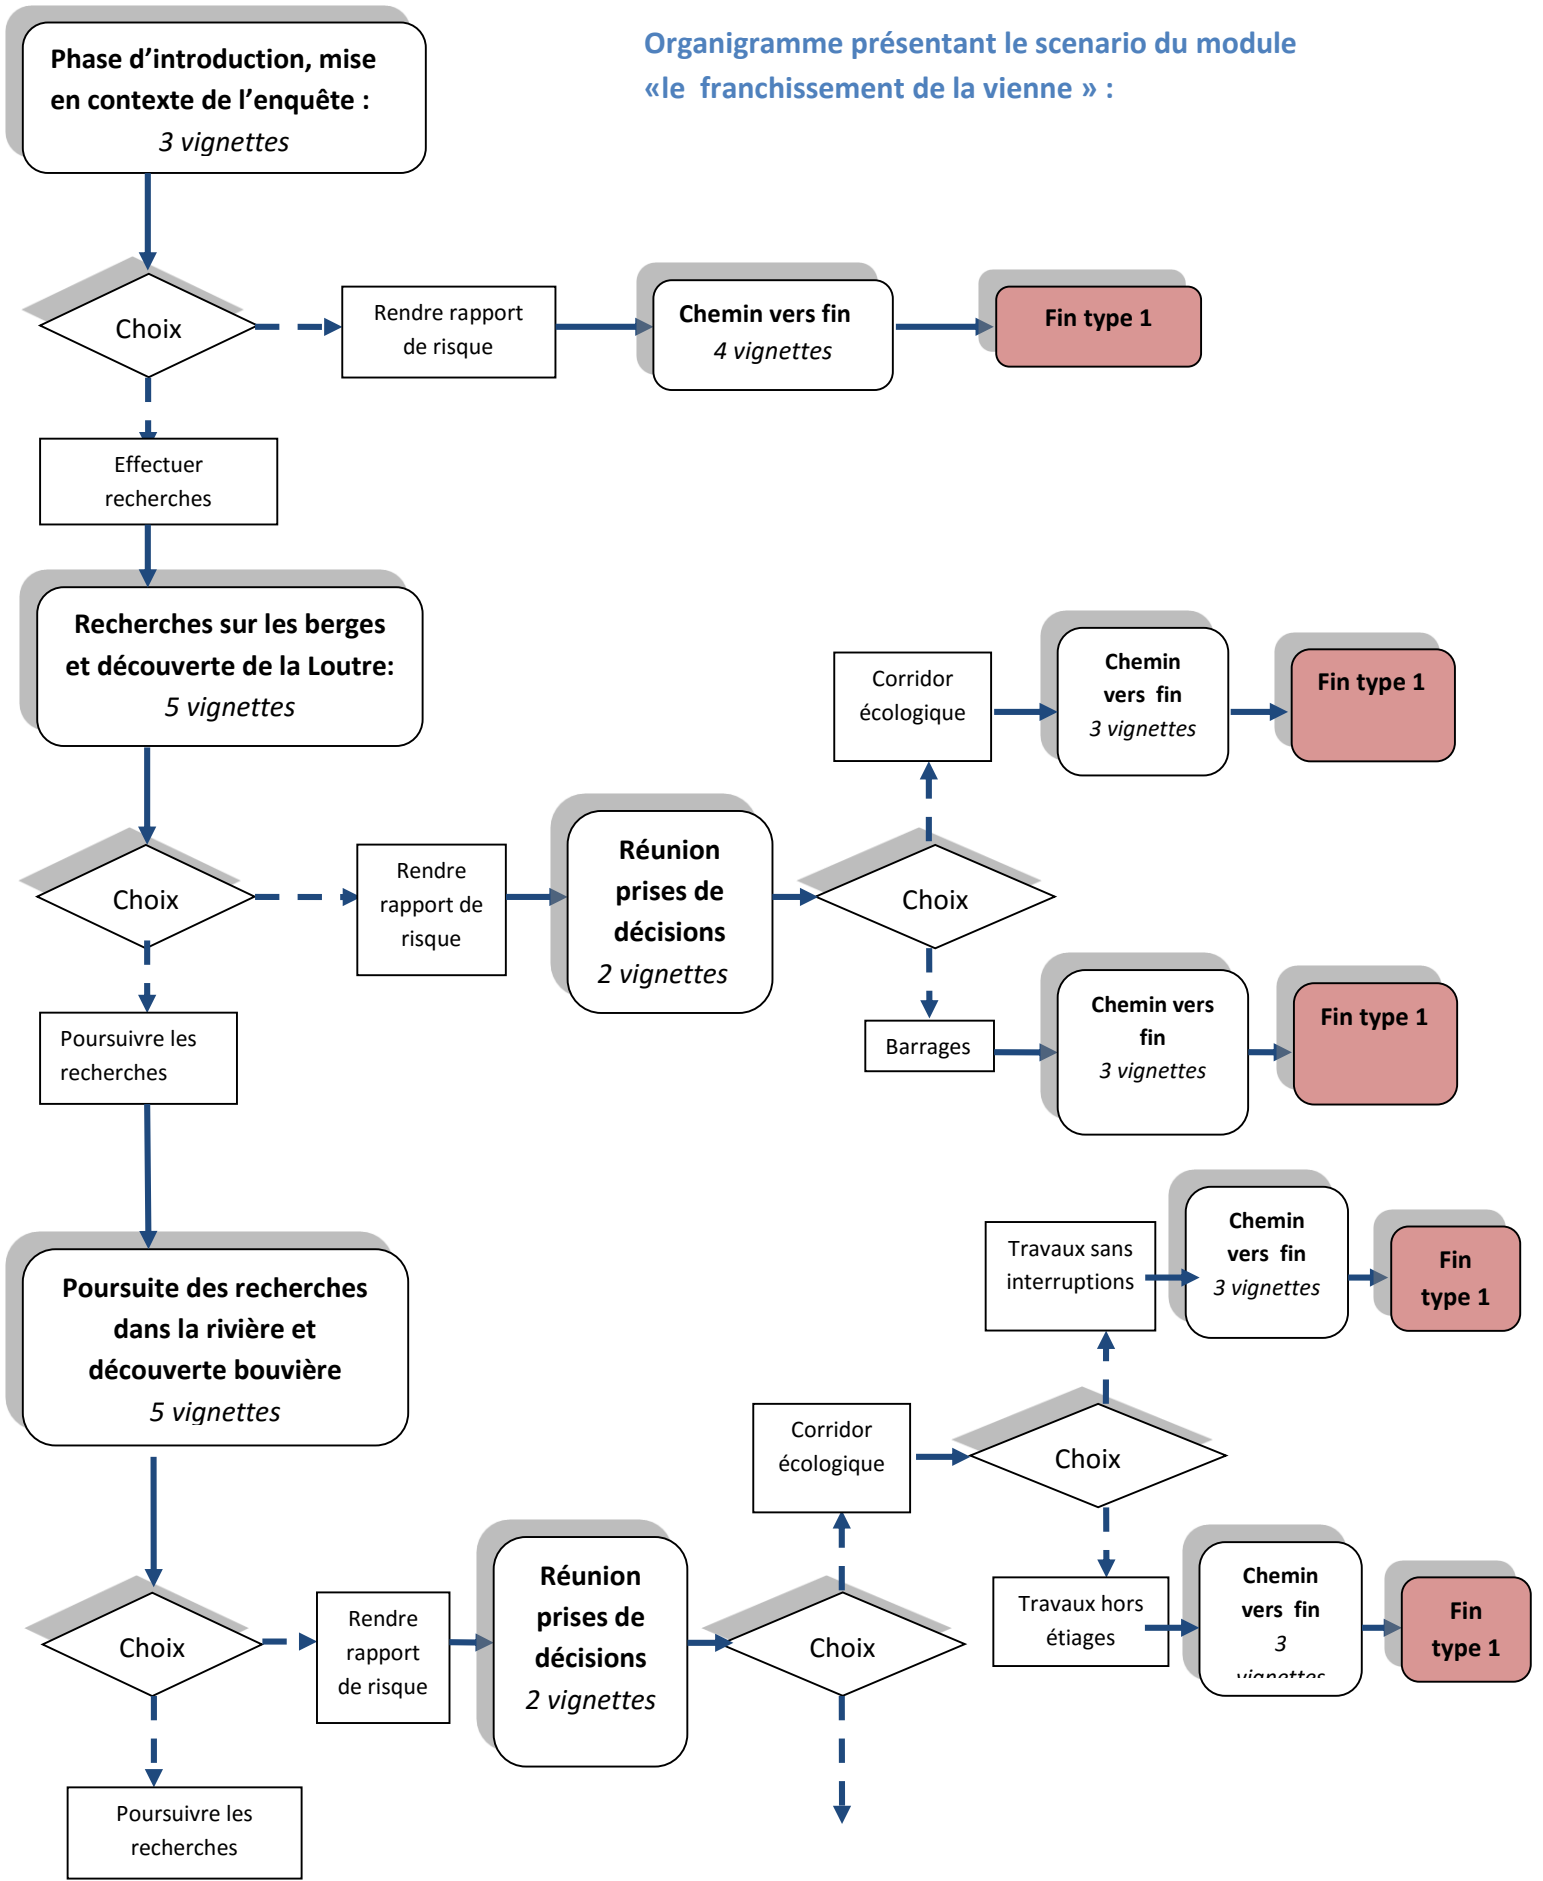 Organigramme présentant le scenario du module
«le franchissement de la vienne » :
Phase d’introduction, mise
en contexte de l’enquête :
3 vignettes
Choix
Rendre rapport
de risque
Chemin vers fin
4 vignettes
Fin type 1
Effectuer
recherches
Recherches sur les berges
et découverte de la Loutre:
5 vignettes
Choix
Rendre
rapport de
risque
Réunion
prises de
décisions
2 vignettes
Choix
Corridor
écologique
Chemin
vers fin
3 vignettes
Fin type 1
Barrages
Chemin vers
fin
3 vignettes
Fin type 1
Poursuivre les
recherches
Poursuite des recherches
dans la rivière et
découverte bouvière
5 vignettes
Choix
Rendre
rapport
de risque
Réunion
prises de
décisions
2 vignettes
Choix
Corridor
écologique
Choix
Travaux sans
interruptions
Chemin
vers fin
3 vignettes
Fin
type 1
Travaux hors
étiages
Chemin
vers fin
3
vignettes
Fin
type 1
Poursuivre les
recherches